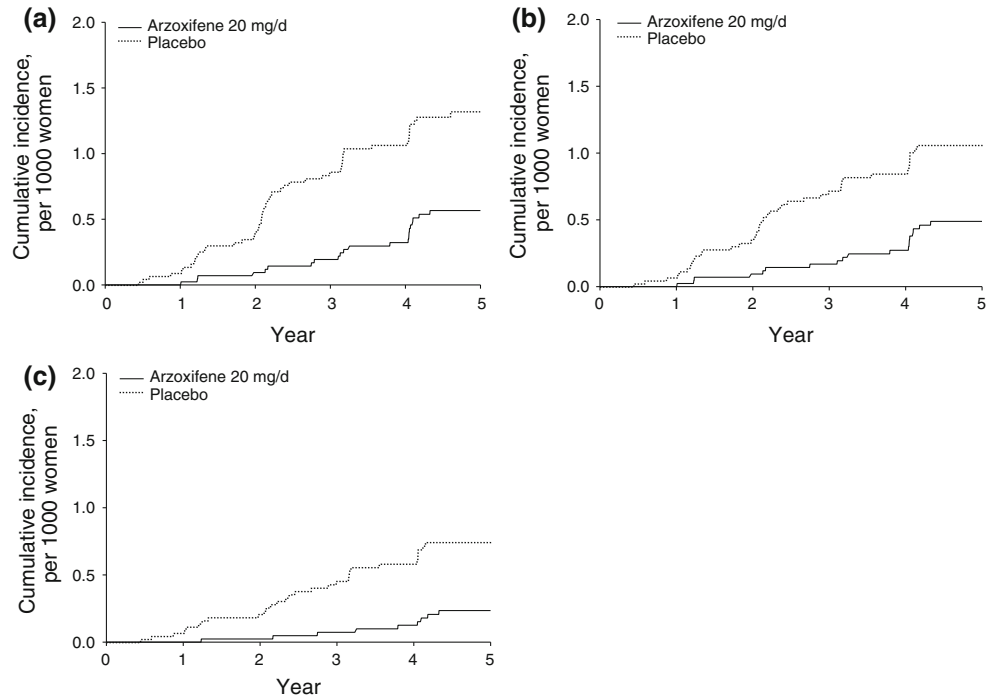 (a)
Arzoxifene 20 mg/d
Placebo
Cumulative incidence,
per 1000 women
2.0
1.5
1.0
0.5
0.0
0 1 2 3 4 5
Year
(b)
Arzoxifene 20 mg/d
Placebo
Cumulative incidence,
per 1000 women
2.0
1.5
1.0
0.5
0.0
0 1 2 3 4 5
Year
(c)
Arzoxifene 20 mg/d
Placebo
Cumulative incidence,
per 1000 women
2.0
1.5
1.0
0.5
0.0
0 1 2 3 4 5
Year